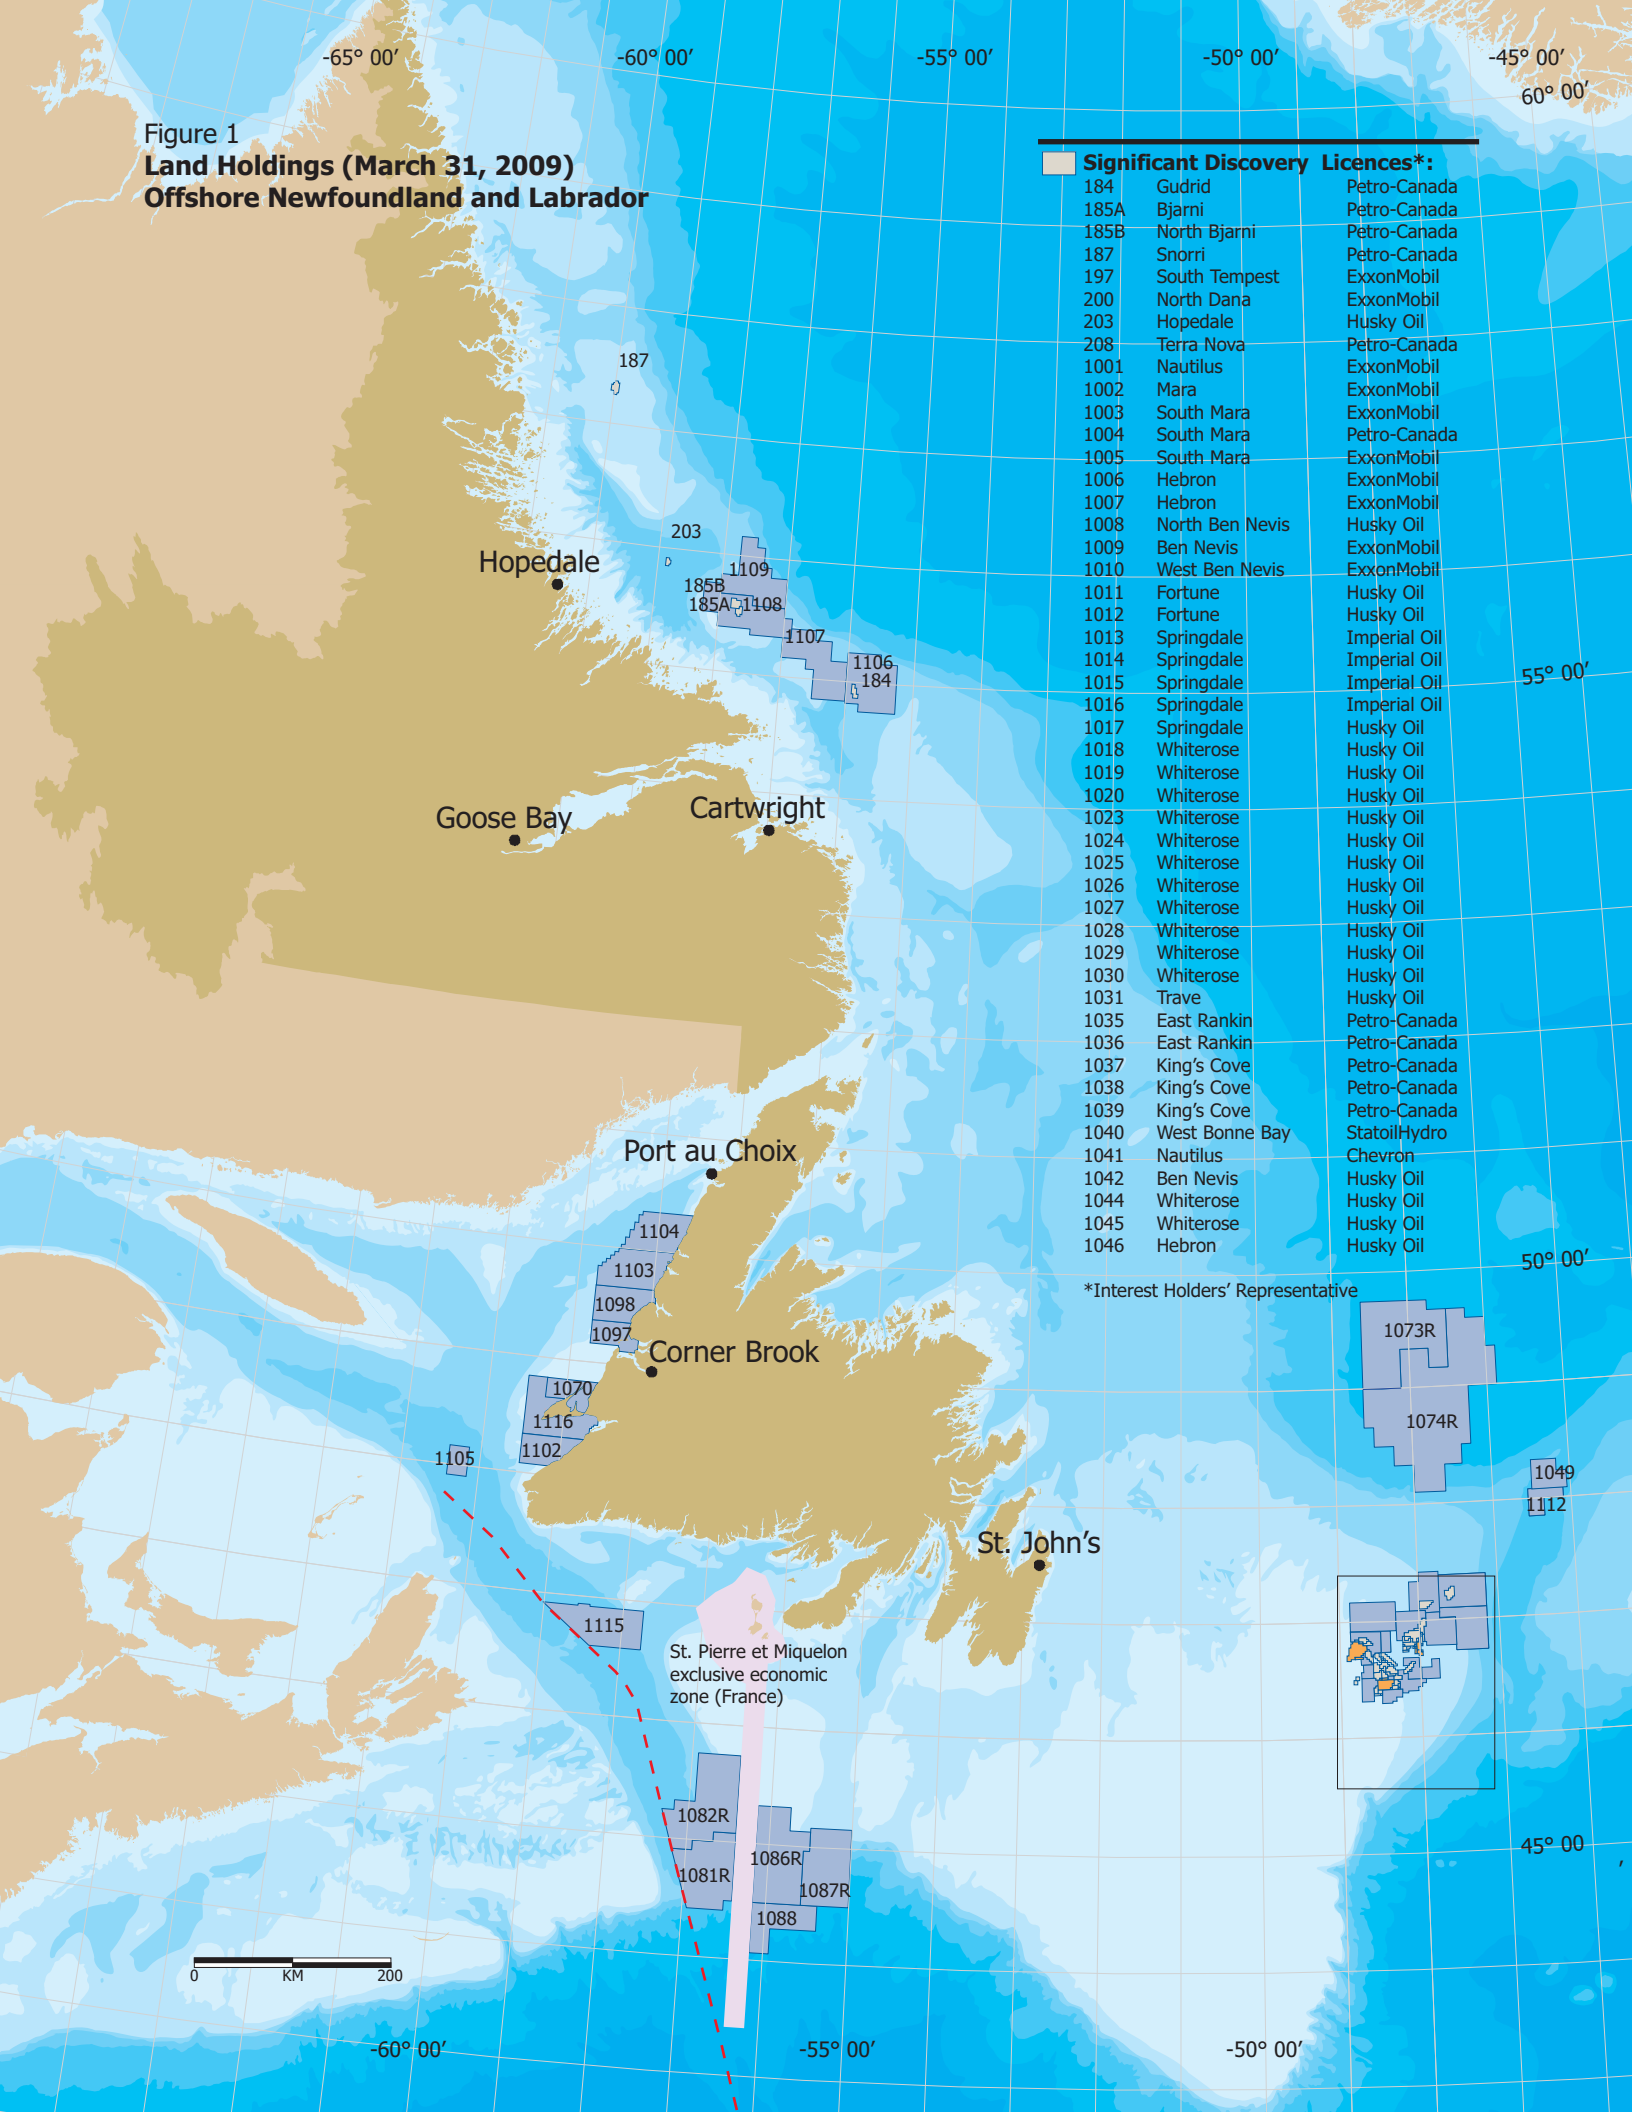 -65° 00′ -60° 00′ -55° 00′ -50° 00′ -45° 00′
60° 00′
Figure 1
Land Holdings (March 31, 2009)
Offshore Newfoundland and Labrador
Significant Discovery Licences*:
184 Gudrid Petro-Canada
185A Bjarni Petro-Canada
185B North Bjarni Petro-Canada
187 Snorri Petro-Canada
197 South Tempest ExxonMobil
200 North Dana ExxonMobil
203 Hopedale Husky Oil
208 Terra Nova Petro-Canada
1001 Nautilus ExxonMobil
1002 Mara ExxonMobil
1003 South Mara ExxonMobil
1004 South Mara Petro-Canada
1005 South Mara ExxonMobil
1006 Hebron ExxonMobil
1007 Hebron ExxonMobil
1008 North Ben Nevis Husky Oil
1009 Ben Nevis ExxonMobil
1010 West Ben Nevis ExxonMobil
1011 Fortune Husky Oil
1012 Fortune Husky Oil
1013 Springdale Imperial Oil
1014 Springdale Imperial Oil
1015 Springdale Imperial Oil
1016 Springdale Imperial Oil
1017 Springdale Husky Oil
1018 Whiterose Husky Oil
1019 Whiterose Husky Oil
1020 Whiterose Husky Oil
1023 Whiterose Husky Oil
1024 Whiterose Husky Oil
1025 Whiterose Husky Oil
1026 Whiterose Husky Oil
1027 Whiterose Husky Oil
1028 Whiterose Husky Oil
1029 Whiterose Husky Oil
1030 Whiterose Husky Oil
1031 Trave Husky Oil
1035 East Rankin Petro-Canada
1036 East Rankin Petro-Canada
1037 King's Cove Petro-Canada
1038 King's Cove Petro-Canada
1039 King's Cove Petro-Canada
1040 West Bonne Bay StatoilHydro
1041 Nautilus Chevron
1042 Ben Nevis Husky Oil
1044 Whiterose Husky Oil
1045 Whiterose Husky Oil
1046 Hebron Husky Oil
*Interest Holders' Representative
187
203
Hopedale
1109
185B
185A 1108
1107
1106
184
55° 00′
Goose Bay
Cartwright
Port au Choix
1104
1103
1098
1097
Corner Brook
50° 00′
1073R
1070
1116
1102
1105
1074R
1049
1112
St. John's
1115
St. Pierre et Miquelon
exclusive economic
zone (France)
1082R
1081R
1086R
1087R
1088
45° 00
′
0 KM 200
-60° 00′ -55° 00′ -50° 00′